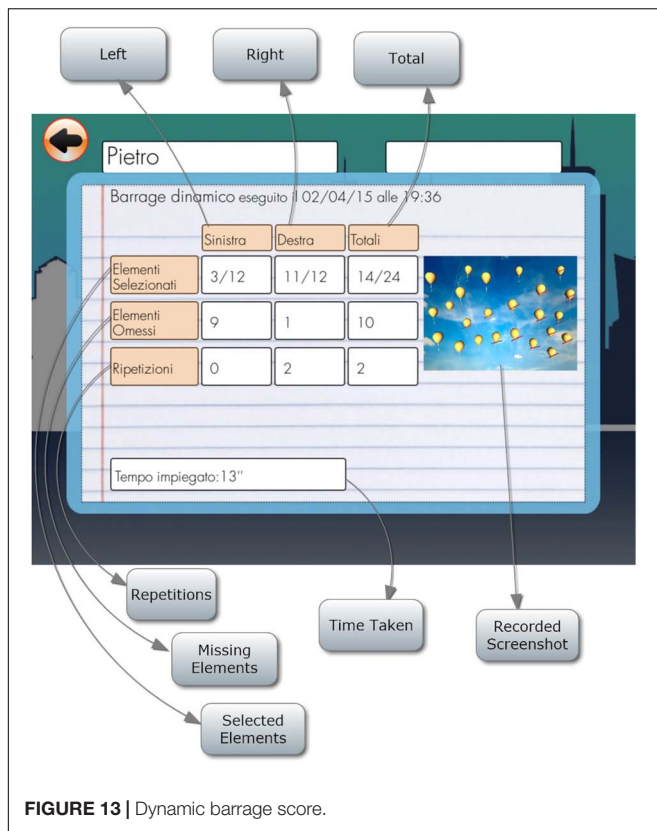 Left
Right
Total
Pietro
Barrage dinamico eseguito il 02/04/15 alle 19:36
Sinistra Destra Totali
Elementi
Selezionati 3/12 11/12 14/24
Elementi
Omessi 9 1 10
Ripetizioni 0 2 2
Tempo impiegato:13"
Repetitions
Missing
Elements
Selected
Elements
Time Taken
Recorded
Screenshot
FIGURE 13 | Dynamic barrage score.